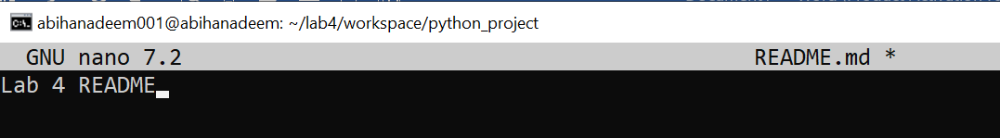 abihanadeem001@abihanadeem: ~/lab4/workspace/python_project
GNU nano 7.2 README.md *
Lab 4 README